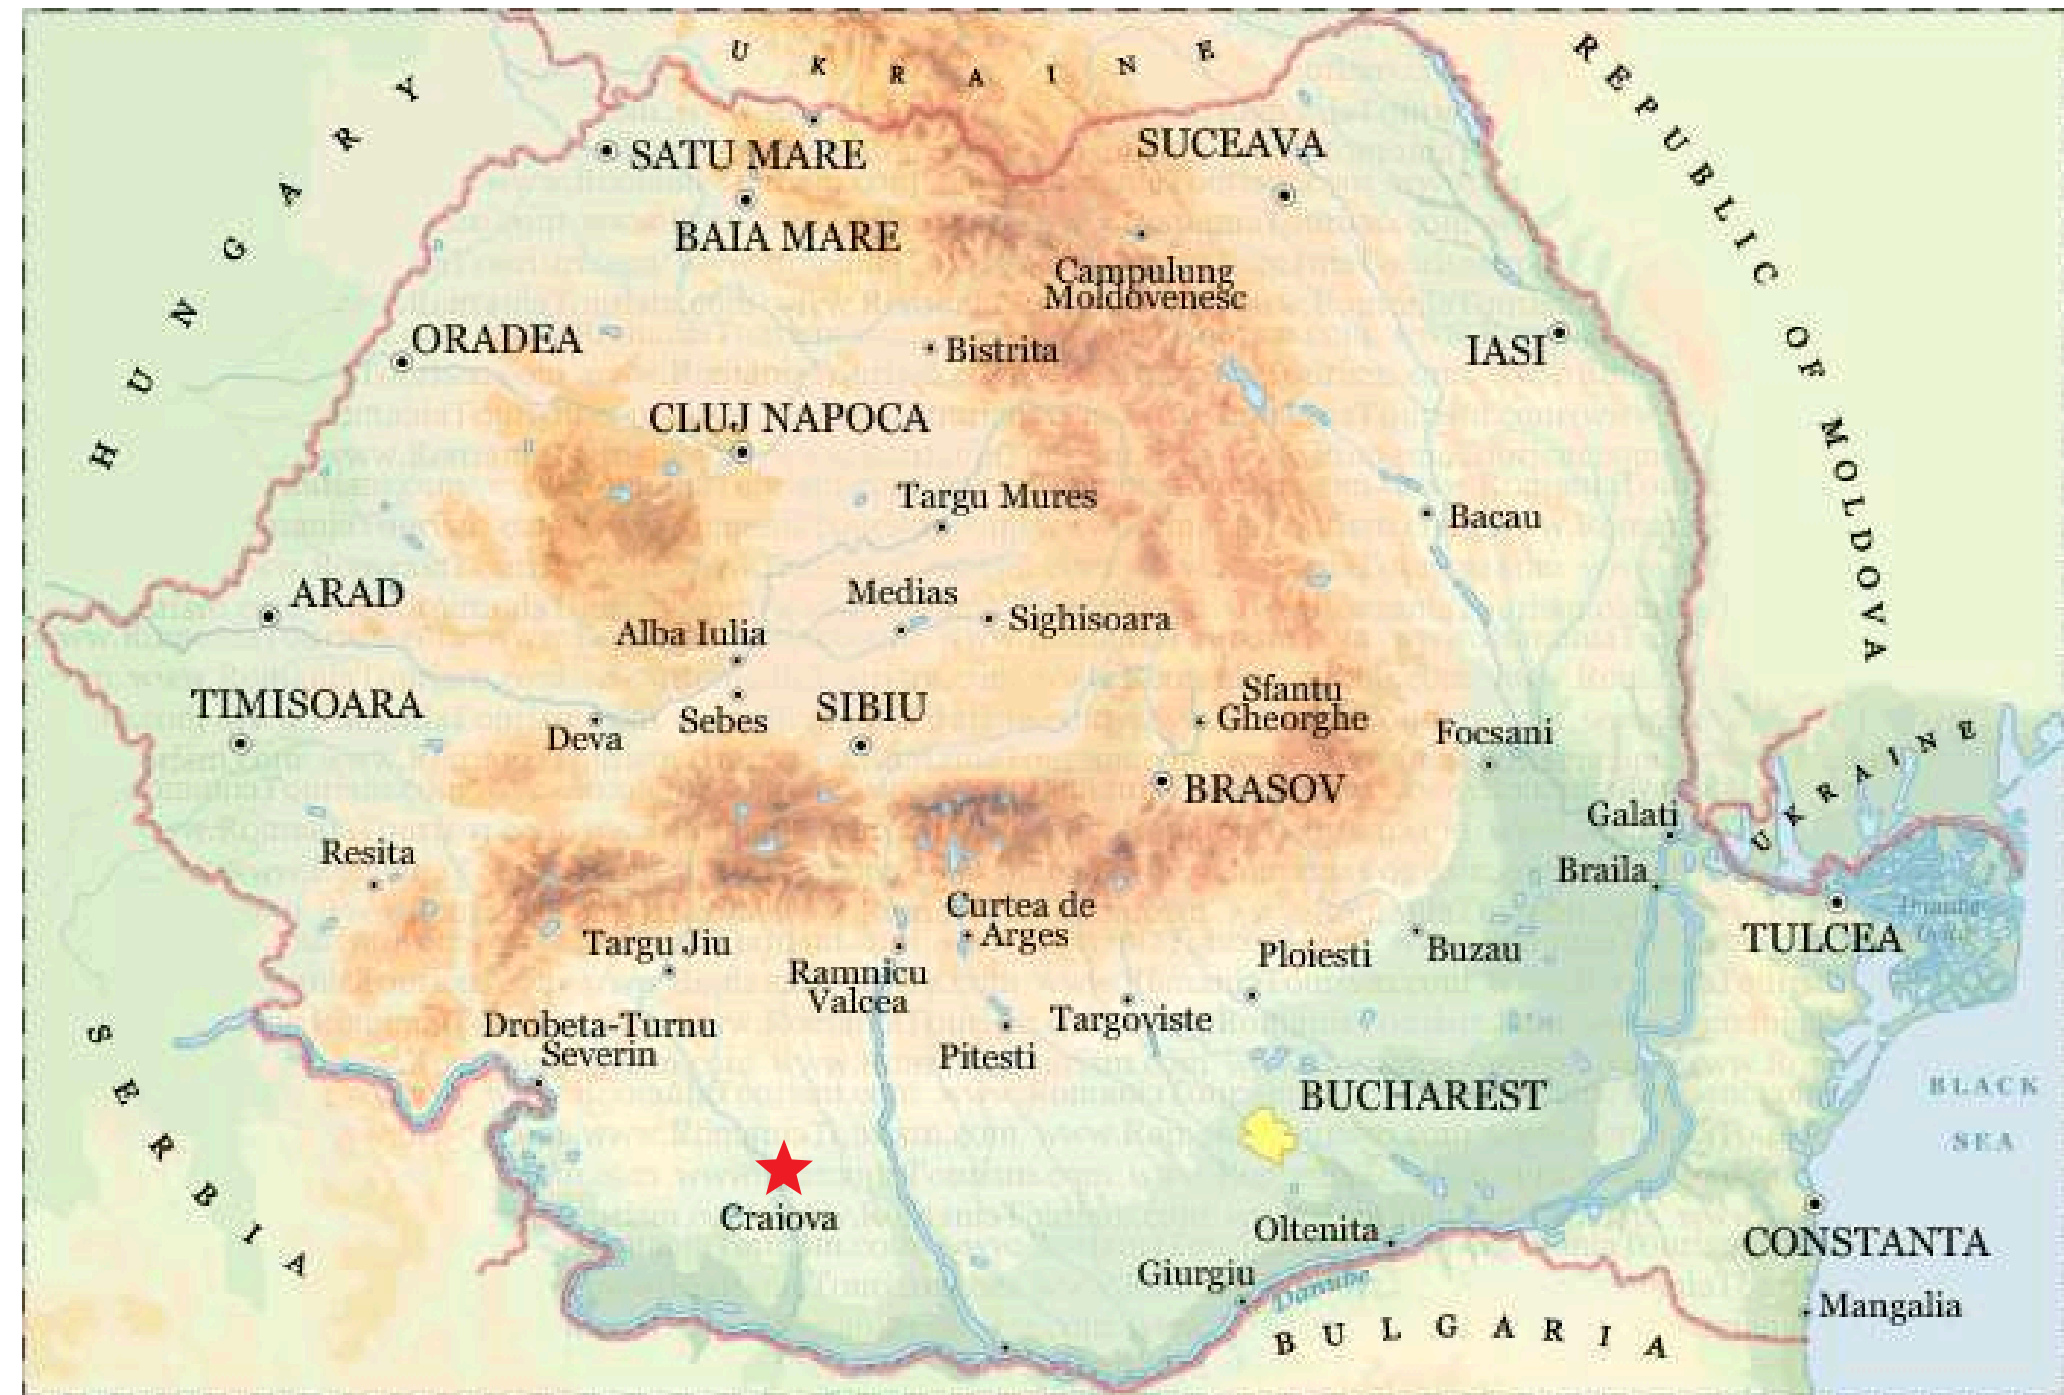 UKRAINE
REPUBLIC OF MOLDOVA
HUNGARY
SATU MARE
SUCEAVA
BAIA MARE
Campulung
Moldovenesc
ORADEA
Bistrita
IASI
CLUJ NAPOCA
Targu Mures
Bacau
ARAD
Medias
Sighisoara
Alba Iulia
TIMISOARA
Sebes
SIBIU
Sfantu
Gheorghe
Deva
Focsani
UKRAINE
BRASOV
Galati
Resita
Braila
Curtea de
Arges
Danube
Delta
TULCEA
Targu Jiu
Ramnicu
Valcea
Ploiesti
Buzau
Drobeta-Turnu
Severin
Targoviste
Pitesti
SERBIA
BUCHAREST
BLACK
SEA
Craiova
Oltenita
CONSTANTA
Giurgiu
Danube
Mangalia
BULGARIA